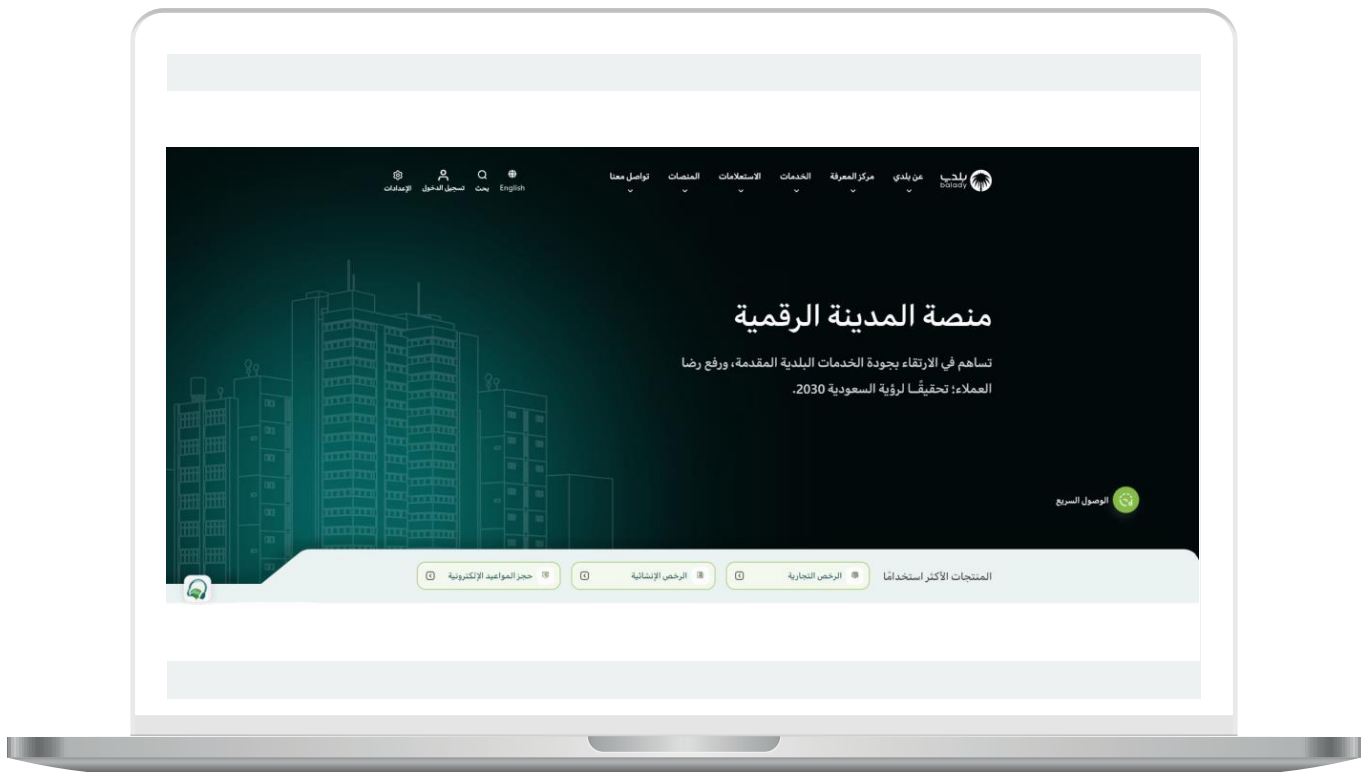 بلدي
balady
عن بلدي
مركز المعرفة
الخدمات
الاستعلامات
المنصات
تواصل معنا
English
بحث
تسجيل الدخول
الإعدادات
منصة المدينة الرقمية
تساهم في الارتقاء بجودة الخدمات البلدية المقدمة، ورفع رضا
العملاء؛ تحقيقًـا لرؤية السعودية 2030.
الوصول السريع
المنتجات الأكثر استخدامًا
الرخص التجارية
الرخص الإنشائية
حجز المواعيد الإلكترونية